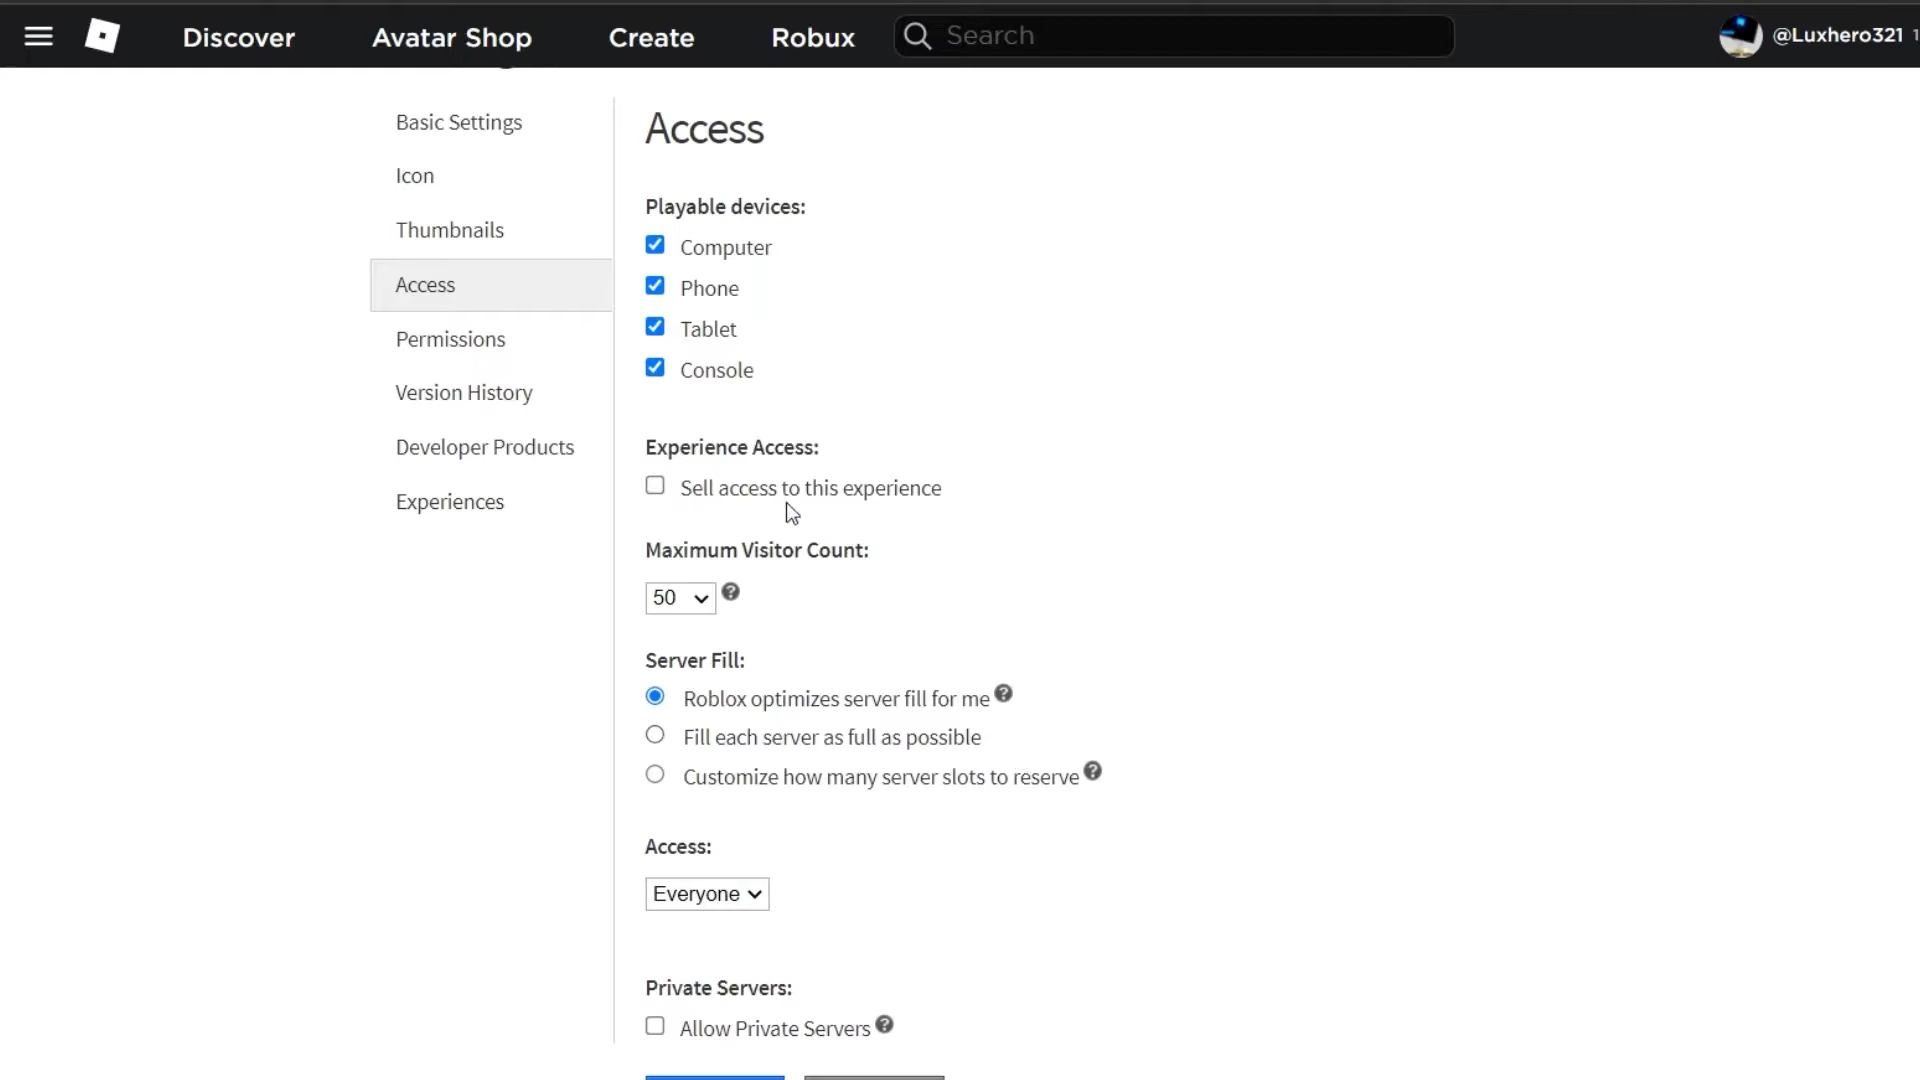 Discover
Avatar Shop
Create
Robux
Search
@Luxhero321
Basic Settings
Icon
Thumbnails
Access
Permissions
Version History
Developer Products
Experiences
Access
Playable devices:
Computer
Phone
Tablet
Console
Experience Access:
Sell access to this experience
Maximum Visitor Count:
50
Server Fill:
Roblox optimizes server fill for me
Fill each server as full as possible
Customize how many server slots to reserve
Access:
Everyone
Private Servers:
Allow Private Servers